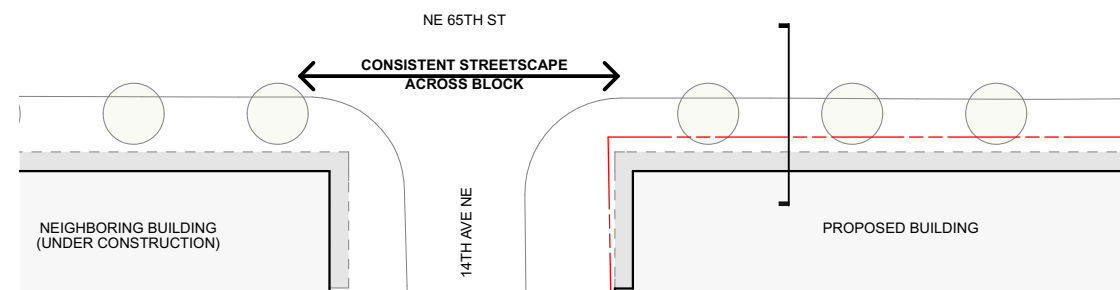 NE 65TH ST
CONSISTENT STREETSCAPE
ACROSS BLOCK
NEIGHBORING BUILDING
(UNDER CONSTRUCTION)
14TH AVE NE
PROPOSED BUILDING